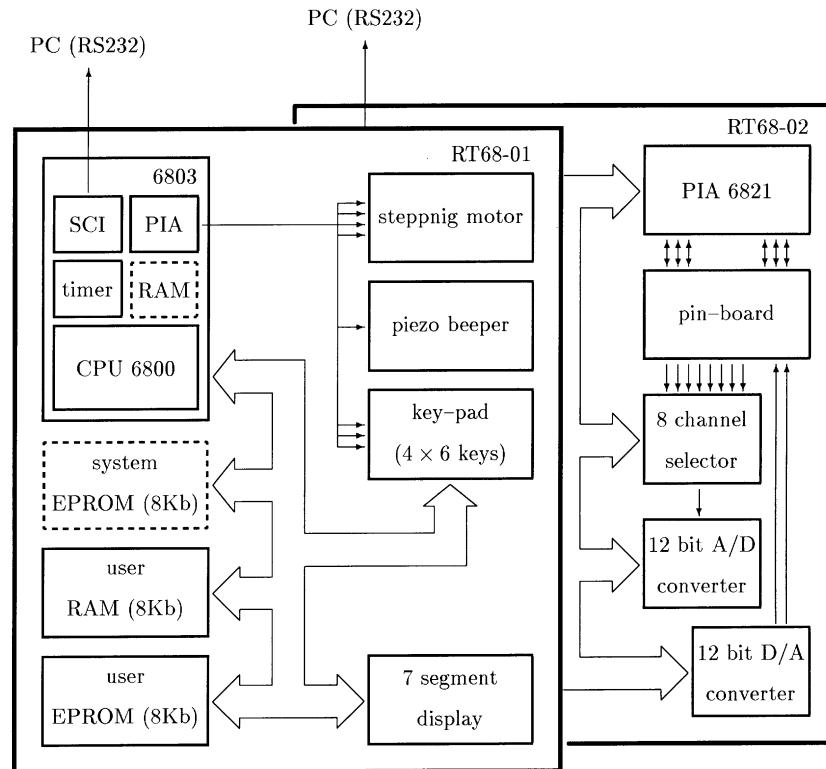 PC (RS232)
PC (RS232)
RT68-01
RT68-02
6803
SCI
PIA
timer
RAM
CPU 6800
system
EPROM (8Kb)
user
RAM (8Kb)
user
EPROM (8Kb)
steppnig motor
piezo beeper
key-pad
(4 × 6 keys)
7 segment
display
PIA 6821
pin–board
8 channel
selector
12 bit A/D
converter
12 bit D/A
converter